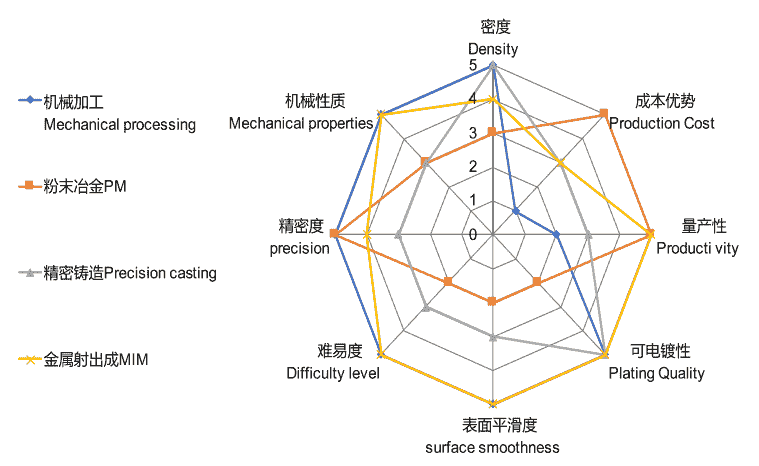 密度
Density
机械加工
Mechanical processing
粉末冶金PM
精密铸造Precision casting
金属射出成MIM
机械性质
Mechanical properties
成本优势
Production Cost
5
4
3
2
1
0
精密度
precision
量产性
Producti vity
难易度
Difficulty level
可电镀性
Plating Quality
表面平滑度
surface smoothness